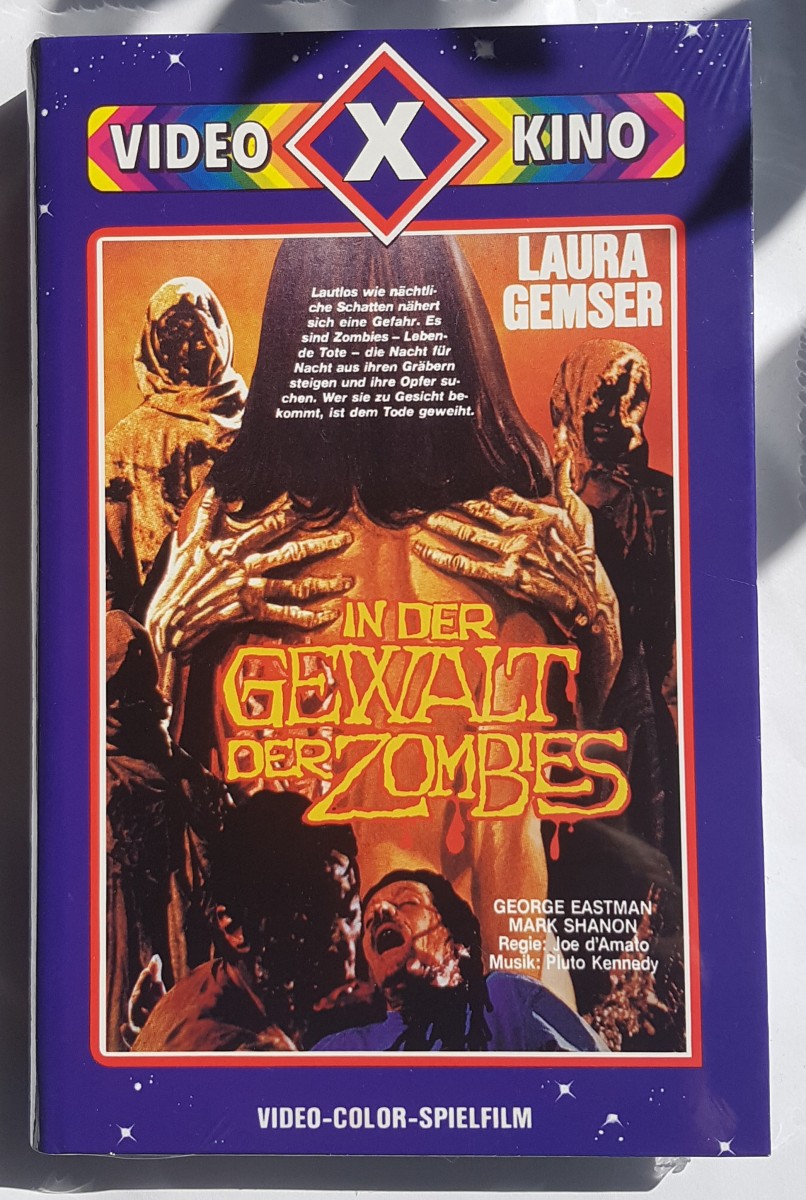 VIDEO X KINO
LAURA
GEMSER
Lautlos wie nächtli-
che Schatten nähert
sich eine Gefahr. Es
sind Zombies – Leben-
de Tote – die Nacht für
Nacht aus ihren Gräbern
steigen und ihre Opfer su-
chen. Wer sie zu Gesicht be-
kommt, ist dem Tode geweiht.
IN DER
GEWALT
DER ZOMBIES
GEORGE EASTMAN
MARK SHANON
Regie: Joe d'Amato
Musik: Pluto Kennedy
VIDEO-COLOR-SPIELFILM